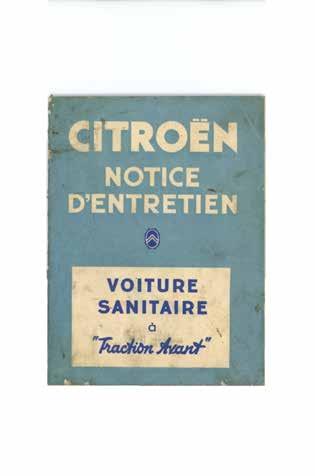 CITROËN
NOTICE
D'ENTRETIEN
VOITURE
SANITAIRE
à
"Traction Avant"